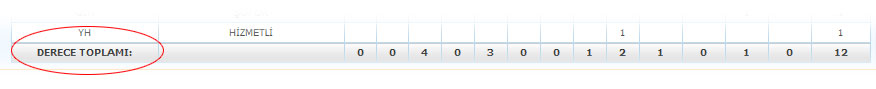 YH HİZMETLİ 1 1
DERECE TOPLAMI: 0 0 4 0 3 0 0 1 2 1 0 1 0 12